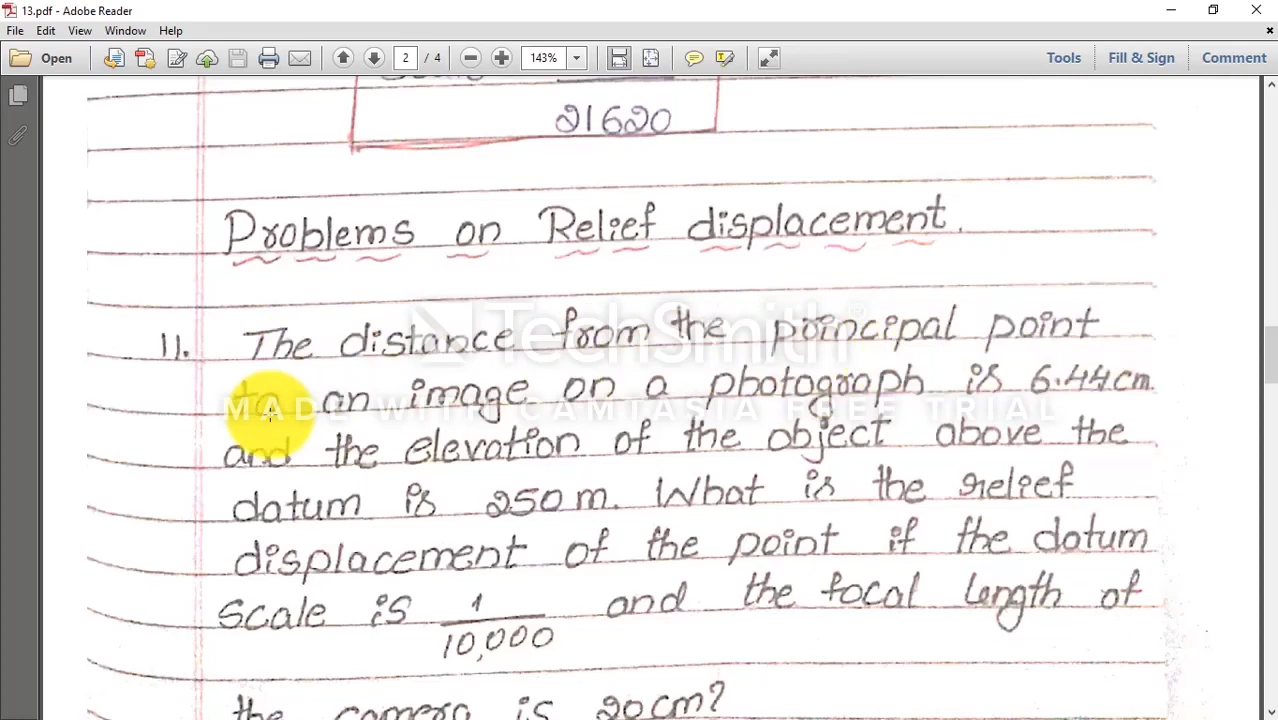 13.pdf - Adobe Reader
File Edit View Window Help
Open 2 / 4 143% Tools Fill & Sign Comment
21620
Problems on Relief displacement.
TechSmith
11. The distance from the poincipal point
to an image on a photograph is 6.44cm.
MADE WITH CAMTASIA FREE TRIAL
and the elevation of the object above the
datum is 250m. What is the relief
displacement of the point if the datum
scale is 1/10,000 and the focal length of
the camera is 20cm?